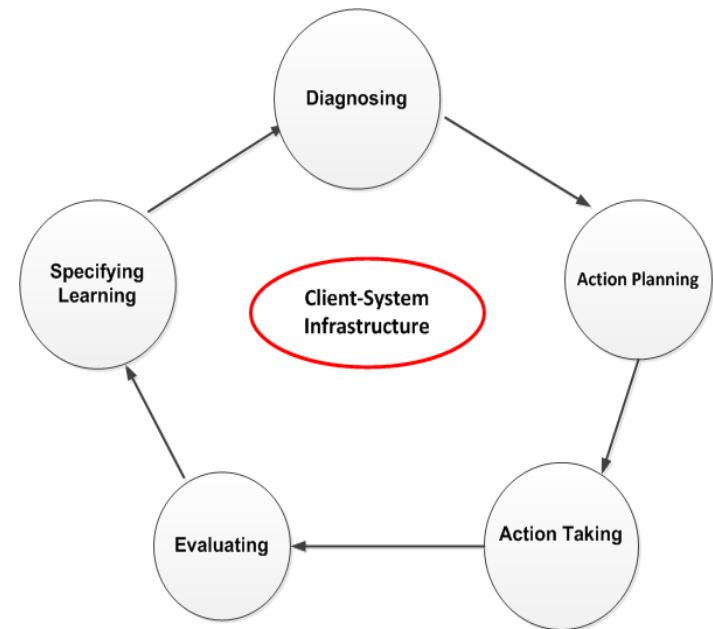 Diagnosing
Action Planning
Specifying
Learning
Client-System
Infrastructure
Action Taking
Evaluating